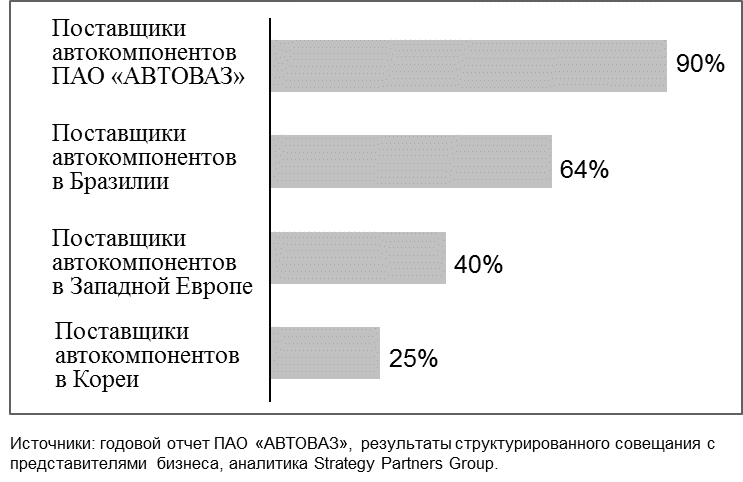 Поставщики
автокомпонентов
ПАО «АВТОВАЗ»
90%
Поставщики
автокомпонентов
в Бразилии
64%
Поставщики
автокомпонентов
в Западной Европе
40%
Поставщики
автокомпонентов
в Кореи
25%
Источники: годовой отчет ПАО «АВТОВАЗ», результаты структурированного совещания с
представителями бизнеса, аналитика Strategy Partners Group.